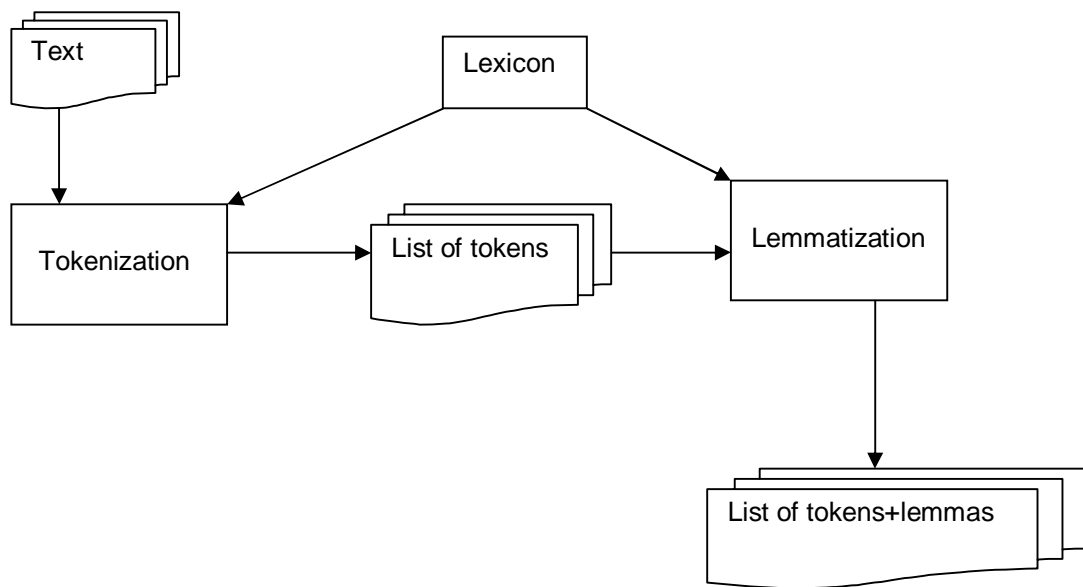 Text
Lexicon
Tokenization
List of tokens
Lemmatization
List of tokens+lemmas